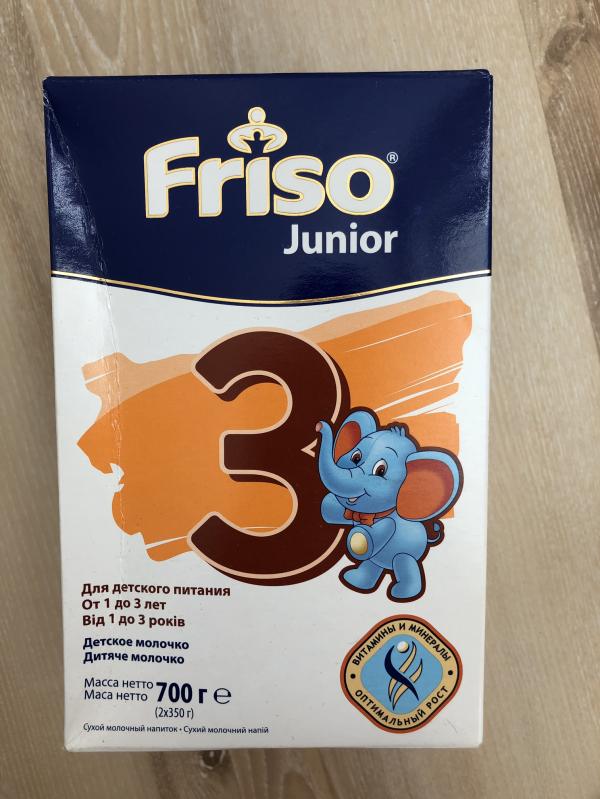 Friso®
Junior
3
Для детского питания
От 1 до 3 лет
Від 1 до 3 років
Детское молочко
Дитяче молочко
Масса нетто
Маса нетто
700 г ℮
(2x350 г)
Сухой молочный напиток • Сухий молочний напій
• ВИТАМИНЫ И МИНЕРАЛЫ •
ОПТИМАЛЬНЫЙ РОСТ